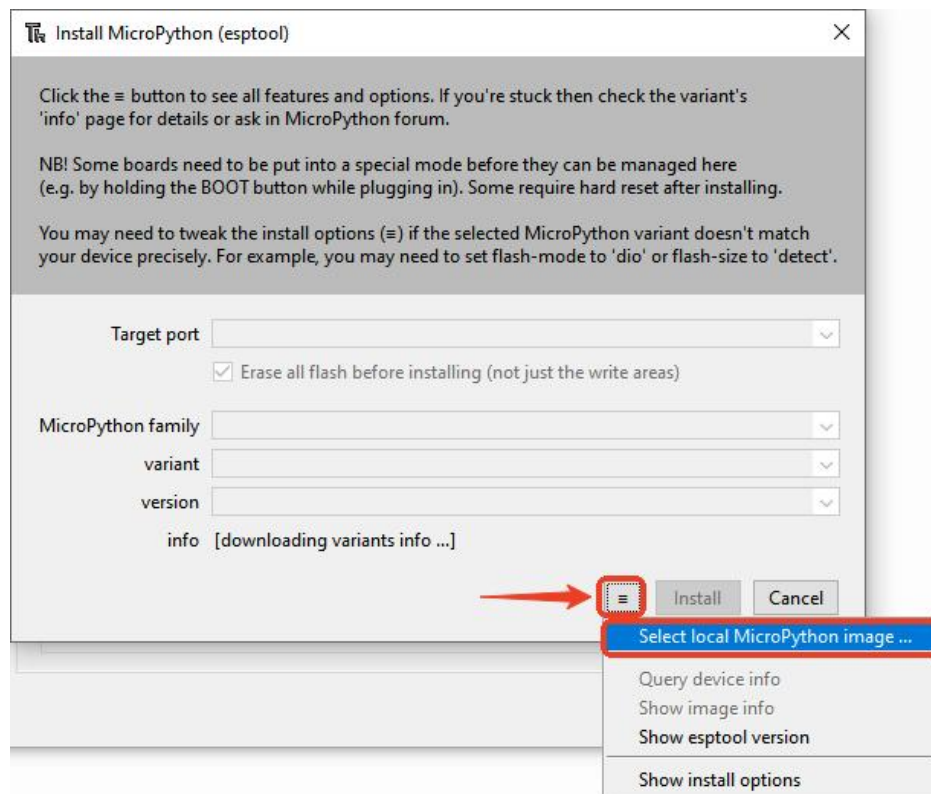 Install MicroPython (esptool)
Click the ≡ button to see all features and options. If you're stuck then check the variant's
'info' page for details or ask in MicroPython forum.
NB! Some boards need to be put into a special mode before they can be managed here
(e.g. by holding the BOOT button while plugging in). Some require hard reset after installing.
You may need to tweak the install options (≡) if the selected MicroPython variant doesn't match
your device precisely. For example, you may need to set flash-mode to 'dio' or flash-size to 'detect'.
Target port
Erase all flash before installing (not just the write areas)
MicroPython family
variant
version
info [downloading variants info ...]
≡ Install Cancel
Select local MicroPython image ...
Query device info
Show image info
Show esptool version
Show install options